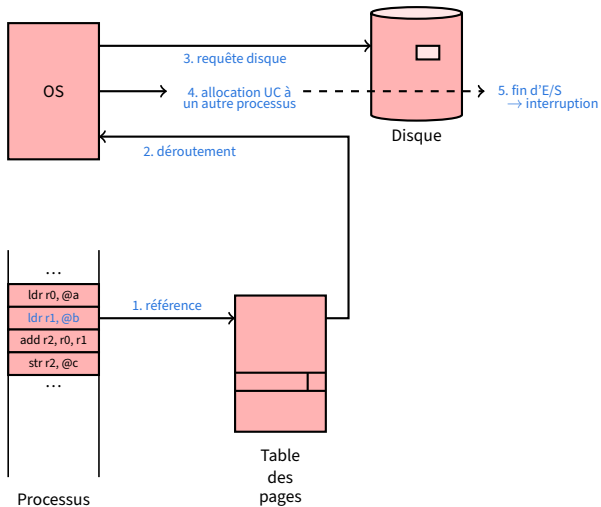 OS
3. requête disque
4. allocation UC à
un autre processus
5. fin d'E/S
→ interruption
Disque
2. déroutement
...
ldr r0, @a
ldr r1, @b
add r2, r0, r1
str r2, @c
...
1. référence
Table
des
pages
Processus